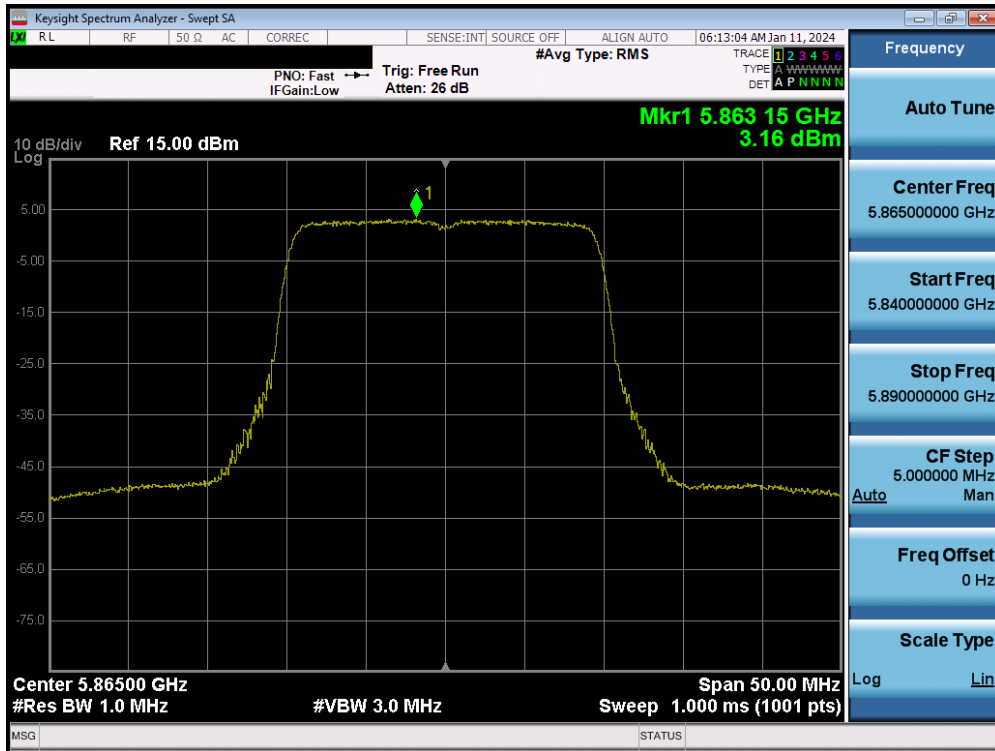 Keysight Spectrum Analyzer - Swept SA
LXI RL RF 50 Ω AC CORREC SENSE:INT SOURCE OFF ALIGN AUTO 06:13:04 AM Jan 11, 2024
#Avg Type: RMS
TRACE 1 2 3 4 5 6
PNO: Fast Trig: Free Run
TYPE A WWWWW
IFGain:Low Atten: 26 dB
DET A P N N N N
Mkr1 5.863 15 GHz
3.16 dBm
10 dB/div Ref 15.00 dBm
Log
1
5.00
-5.00
-15.0
-25.0
-35.0
-45.0
-55.0
-65.0
-75.0
Center 5.86500 GHz Span 50.00 MHz
#Res BW 1.0 MHz #VBW 3.0 MHz Sweep 1.000 ms (1001 pts)
MSG STATUS
Frequency
Auto Tune
Center Freq
5.865000000 GHz
Start Freq
5.840000000 GHz
Stop Freq
5.890000000 GHz
CF Step
5.000000 MHz
Auto Man
Freq Offset
0 Hz
Scale Type
Log Lin